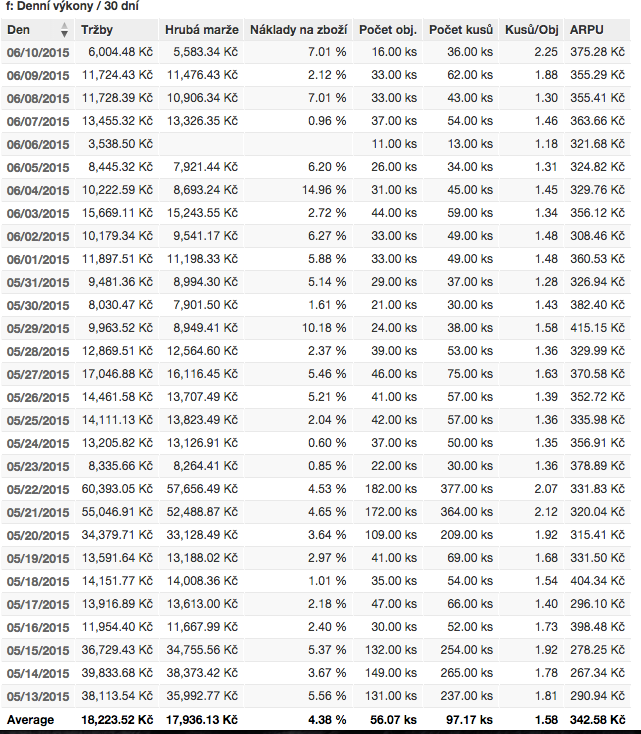 f: Denní výkony / 30 dní
Den Tržby Hrubá marže Náklady na zboží Počet obj. Počet kusů Kusů/Obj ARPU
06/10/2015 6,004.48 Kč 5,583.34 Kč 7.01 % 16.00 ks 36.00 ks 2.25 375.28 Kč
06/09/2015 11,724.43 Kč 11,476.43 Kč 2.12 % 33.00 ks 62.00 ks 1.88 355.29 Kč
06/08/2015 11,728.39 Kč 10,906.34 Kč 7.01 % 33.00 ks 43.00 ks 1.30 355.41 Kč
06/07/2015 13,455.32 Kč 13,326.35 Kč 0.96 % 37.00 ks 54.00 ks 1.46 363.66 Kč
06/06/2015 3,538.50 Kč 11.00 ks 13.00 ks 1.18 321.68 Kč
06/05/2015 8,445.32 Kč 7,921.44 Kč 6.20 % 26.00 ks 34.00 ks 1.31 324.82 Kč
06/04/2015 10,222.59 Kč 8,693.24 Kč 14.96 % 31.00 ks 45.00 ks 1.45 329.76 Kč
06/03/2015 15,669.11 Kč 15,243.55 Kč 2.72 % 44.00 ks 59.00 ks 1.34 356.12 Kč
06/02/2015 10,179.34 Kč 9,541.17 Kč 6.27 % 33.00 ks 49.00 ks 1.48 308.46 Kč
06/01/2015 11,897.51 Kč 11,198.33 Kč 5.88 % 33.00 ks 49.00 ks 1.48 360.53 Kč
05/31/2015 9,481.36 Kč 8,994.30 Kč 5.14 % 29.00 ks 37.00 ks 1.28 326.94 Kč
05/30/2015 8,030.47 Kč 7,901.50 Kč 1.61 % 21.00 ks 30.00 ks 1.43 382.40 Kč
05/29/2015 9,963.52 Kč 8,949.41 Kč 10.18 % 24.00 ks 38.00 ks 1.58 415.15 Kč
05/28/2015 12,869.51 Kč 12,564.60 Kč 2.37 % 39.00 ks 53.00 ks 1.36 329.99 Kč
05/27/2015 17,046.88 Kč 16,116.45 Kč 5.46 % 46.00 ks 75.00 ks 1.63 370.58 Kč
05/26/2015 14,461.58 Kč 13,707.49 Kč 5.21 % 41.00 ks 57.00 ks 1.39 352.72 Kč
05/25/2015 14,111.13 Kč 13,823.49 Kč 2.04 % 42.00 ks 57.00 ks 1.36 335.98 Kč
05/24/2015 13,205.82 Kč 13,126.91 Kč 0.60 % 37.00 ks 50.00 ks 1.35 356.91 Kč
05/23/2015 8,335.66 Kč 8,264.41 Kč 0.85 % 22.00 ks 30.00 ks 1.36 378.89 Kč
05/22/2015 60,393.05 Kč 57,656.49 Kč 4.53 % 182.00 ks 377.00 ks 2.07 331.83 Kč
05/21/2015 55,046.91 Kč 52,488.87 Kč 4.65 % 172.00 ks 364.00 ks 2.12 320.04 Kč
05/20/2015 34,379.71 Kč 33,128.49 Kč 3.64 % 109.00 ks 209.00 ks 1.92 315.41 Kč
05/19/2015 13,591.64 Kč 13,188.02 Kč 2.97 % 41.00 ks 69.00 ks 1.68 331.50 Kč
05/18/2015 14,151.77 Kč 14,008.36 Kč 1.01 % 35.00 ks 54.00 ks 1.54 404.34 Kč
05/17/2015 13,916.89 Kč 13,613.00 Kč 2.18 % 47.00 ks 66.00 ks 1.40 296.10 Kč
05/16/2015 11,954.40 Kč 11,667.99 Kč 2.40 % 30.00 ks 52.00 ks 1.73 398.48 Kč
05/15/2015 36,729.43 Kč 34,755.56 Kč 5.37 % 132.00 ks 254.00 ks 1.92 278.25 Kč
05/14/2015 39,833.68 Kč 38,373.42 Kč 3.67 % 149.00 ks 265.00 ks 1.78 267.34 Kč
05/13/2015 38,113.54 Kč 35,992.77 Kč 5.56 % 131.00 ks 237.00 ks 1.81 290.94 Kč
Average 18,223.52 Kč 17,936.13 Kč 4.38 % 56.07 ks 97.17 ks 1.58 342.58 Kč